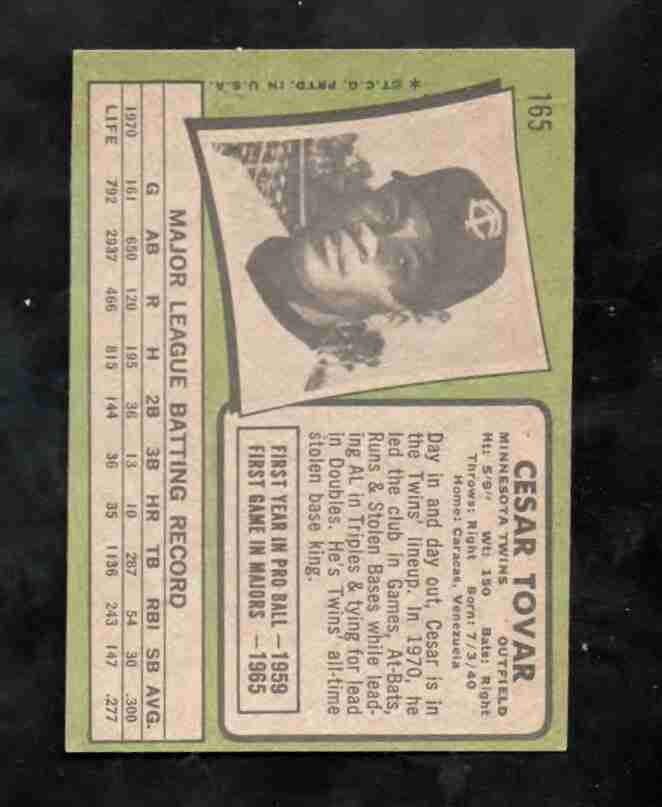 165
CESAR TOVAR
MINNESOTA TWINS OUTFIELD
Ht: 5'9" Wt: 150 Bats: Right
Throws: Right Born: 7/3/40
Home: Caracas, Venezuela
Day in and day out, Cesar is in
the Twins' lineup. In 1970, he
led the club in Games, At-Bats,
Runs & Stolen Bases while lead-
ing AL in Triples & tying for lead
in Doubles. He's Twins' all-time
stolen base king.
FIRST YEAR IN PRO BALL —1959
FIRST GAME IN MAJORS —1965
TC
MAJOR LEAGUE BATTING RECORD
G AB R H 2B 3B HR TB RBI SB AVG.
1970 161 650 120 195 36 13 10 287 54 30 .300
LIFE 792 2937 466 815 144 36 35 1136 243 147 .277
*©T.C.G. PRTD. IN U.S.A.